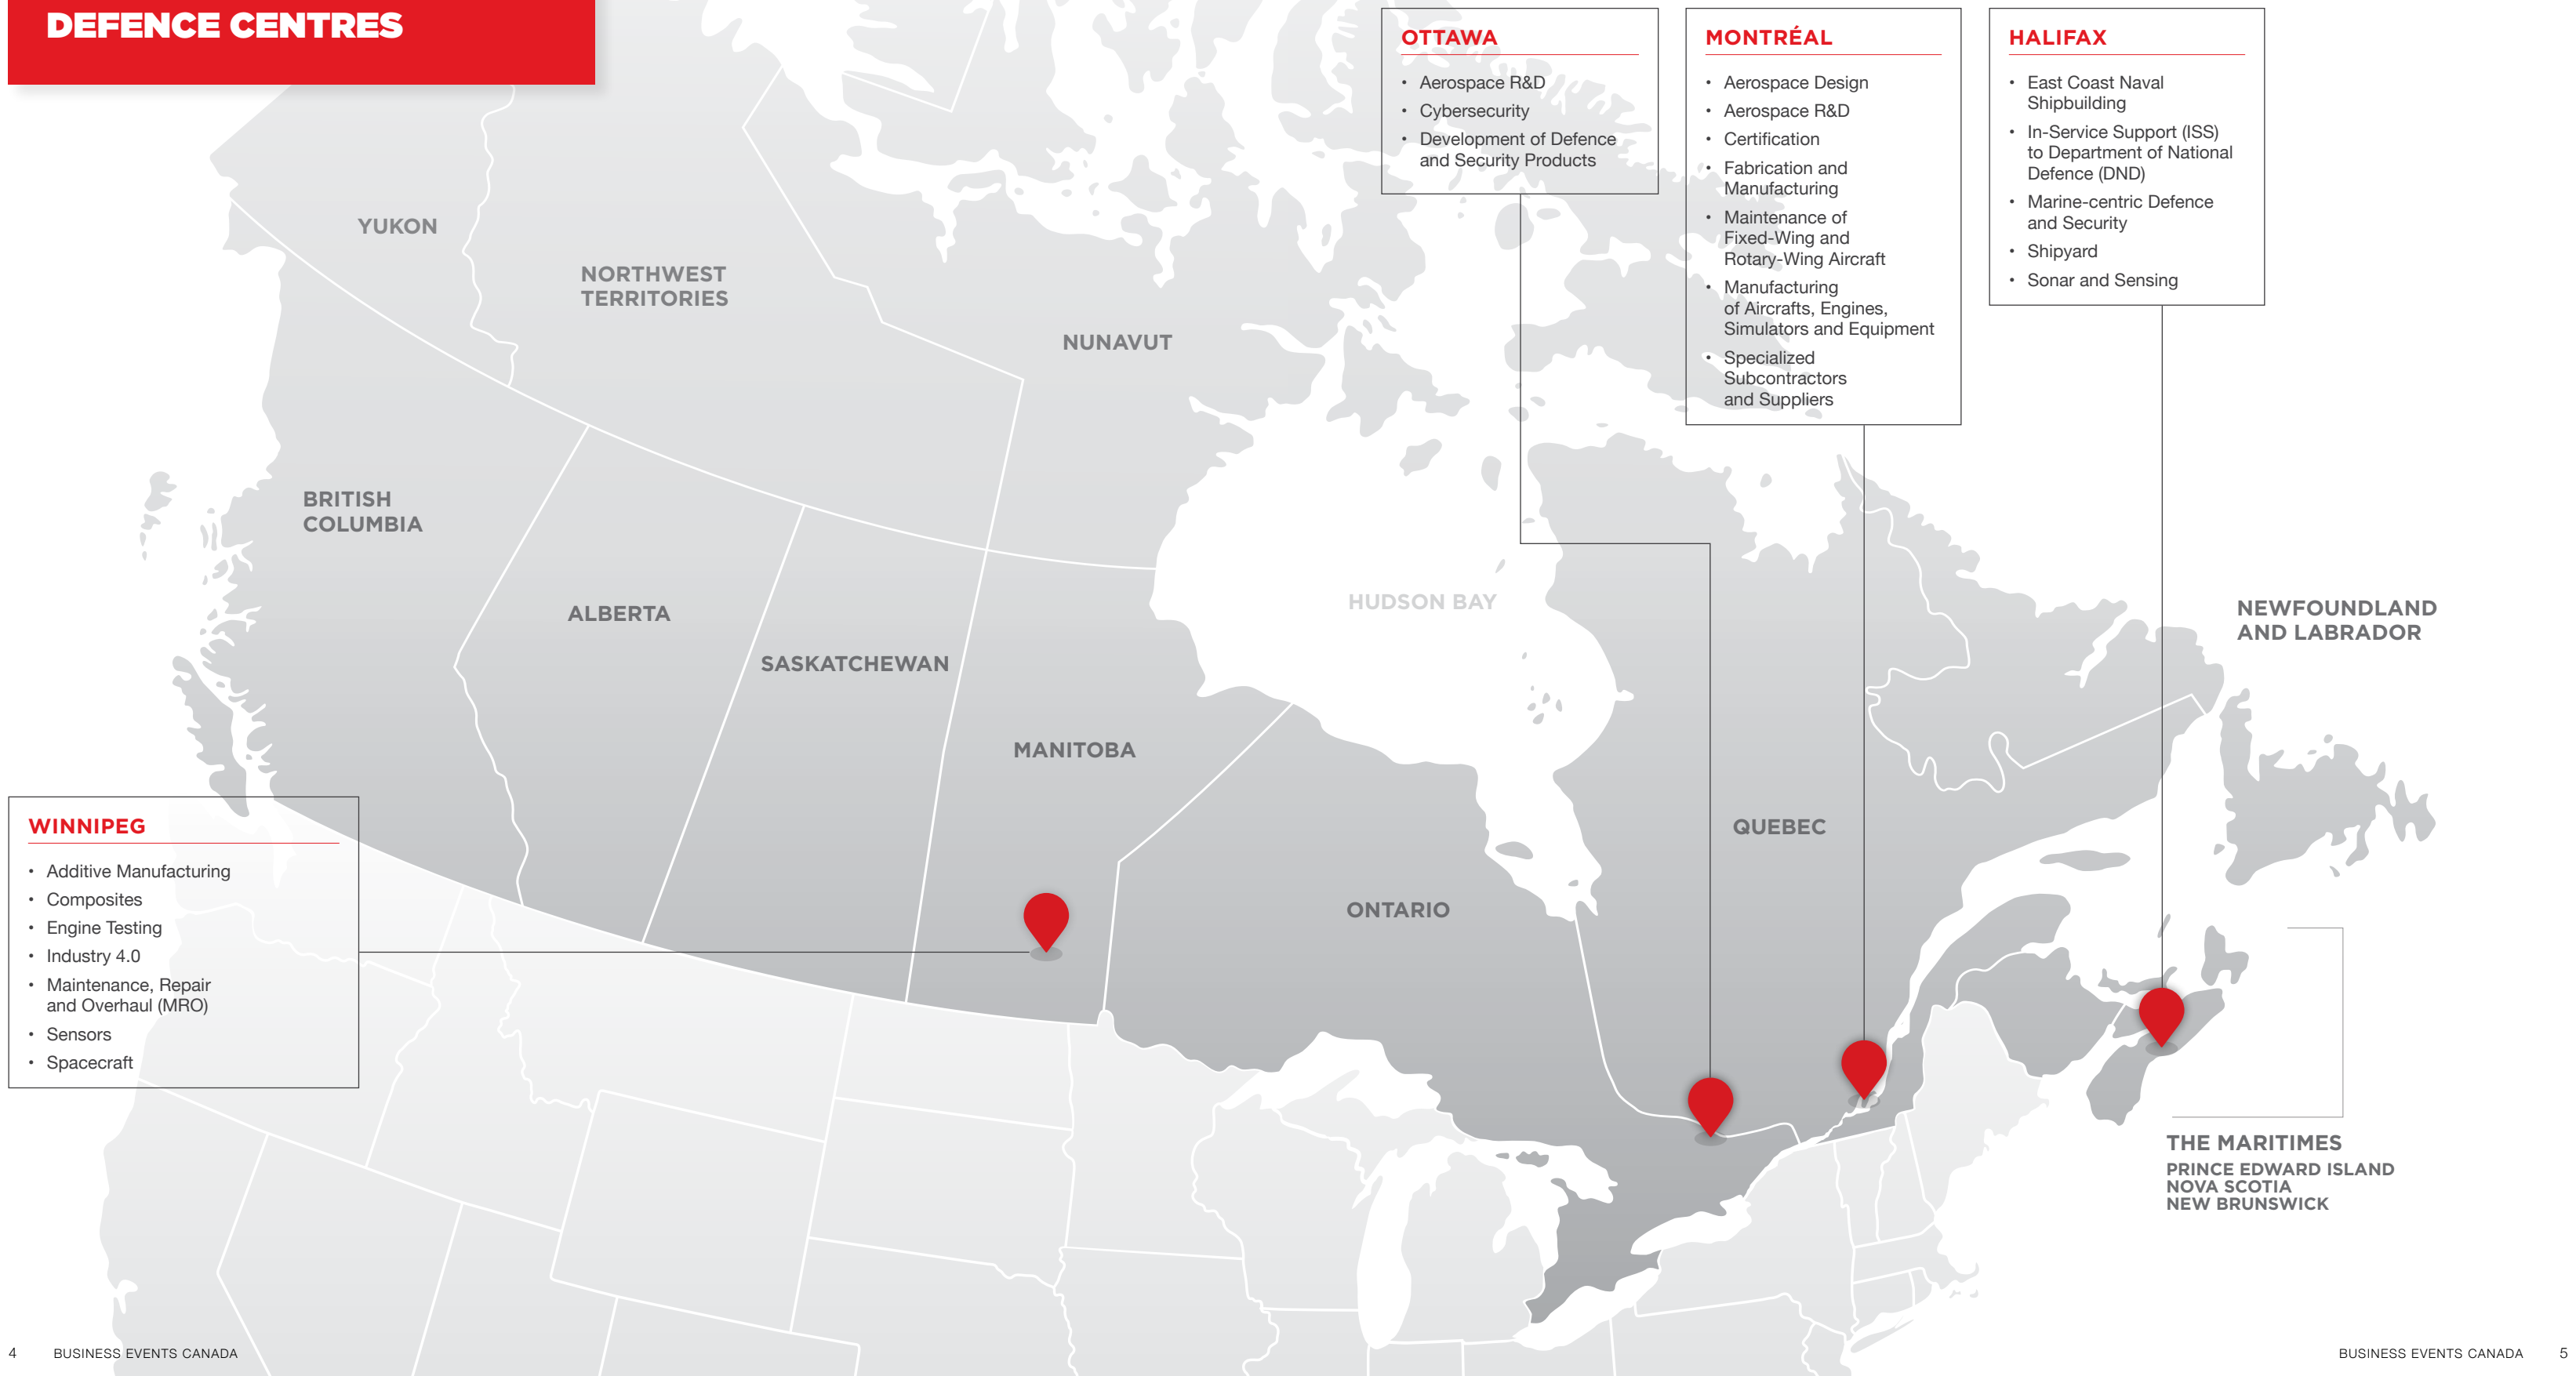 DEFENCE CENTRES
OTTAWA
• Aerospace R&D
• Cybersecurity
• Development of Defence
and Security Products
MONTRÉAL
• Aerospace Design
• Aerospace R&D
• Certification
• Fabrication and
Manufacturing
• Maintenance of
Fixed-Wing and
Rotary-Wing Aircraft
• Manufacturing
of Aircrafts, Engines,
Simulators and Equipment
• Specialized
Subcontractors
and Suppliers
HALIFAX
• East Coast Naval
Shipbuilding
• In-Service Support (ISS)
to Department of National
Defence (DND)
• Marine-centric Defence
and Security
• Shipyard
• Sonar and Sensing
YUKON
NORTHWEST
TERRITORIES
NUNAVUT
BRITISH
COLUMBIA
ALBERTA
SASKATCHEWAN
MANITOBA
HUDSON BAY
ONTARIO
QUEBEC
NEWFOUNDLAND
AND LABRADOR
WINNIPEG
• Additive Manufacturing
• Composites
• Engine Testing
• Industry 4.0
• Maintenance, Repair
and Overhaul (MRO)
• Sensors
• Spacecraft
THE MARITIMES
PRINCE EDWARD ISLAND
NOVA SCOTIA
NEW BRUNSWICK
4 BUSINESS EVENTS CANADA
BUSINESS EVENTS CANADA 5